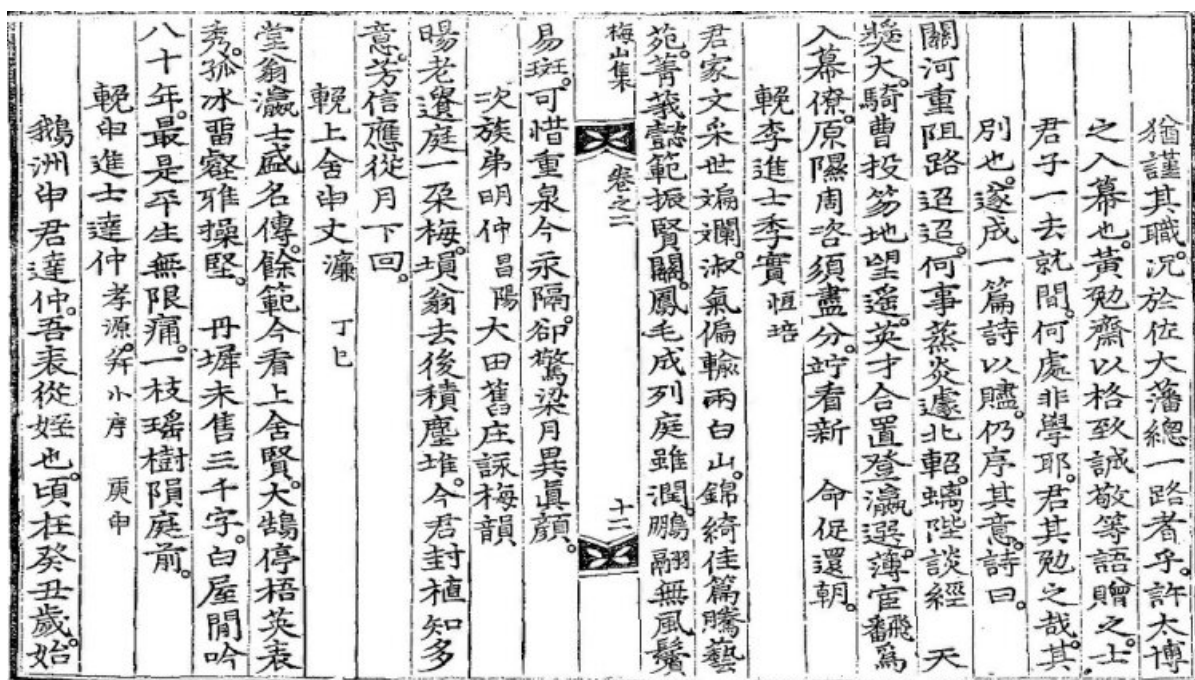 猶謹其職。况於佐大藩總一路者乎。許太博
之入幕也。黃勉齋以格致誠敬等語贈之。士
君子一去就間。何處非學耶。君其勉之哉。其
別也。遂成一篇詩以贐。仍序其意。詩曰。
關河重阻路迢迢。何事蒸炎遽北軺。螭陛談經 天
奬大。騎曹投笏地望遙。英才合置登瀛選。薄宦飜爲
入幕僚。原隰周咨須盡分。竚看新 命促還朝。
輓李進士季實 恒培
君家文采世斒斕。淑氣偏輸兩白山。錦綺佳篇騰藝
苑。菁莪懿範振賢關。鳳毛成列庭雖潤。鵬翮無風鬢
梅山集 卷之二 十二
易斑。可惜重泉今永隔。卻驚梁月異眞顔。
次族弟明仲 昌陽 大田舊庄詠梅韻
暘老遺庭一朶梅。塤翁去後積塵堆。今君封植知多
意。芳信應從月下回。
輓上舍申丈 濂 丁巳
堂翁瀛士盛名傳。餘範今看上舍賢。大鵠停梧英表
秀。孤冰霤壑雅操堅。 丹墀未售三千字。白屋閒吟
八十年。最是平生無限痛。一枝瑤樹隕庭前。
輓申進士達仲 孝源。幷小序 庚申
鵝洲申君達仲。吾表從姪也。頃在癸丑歲。始